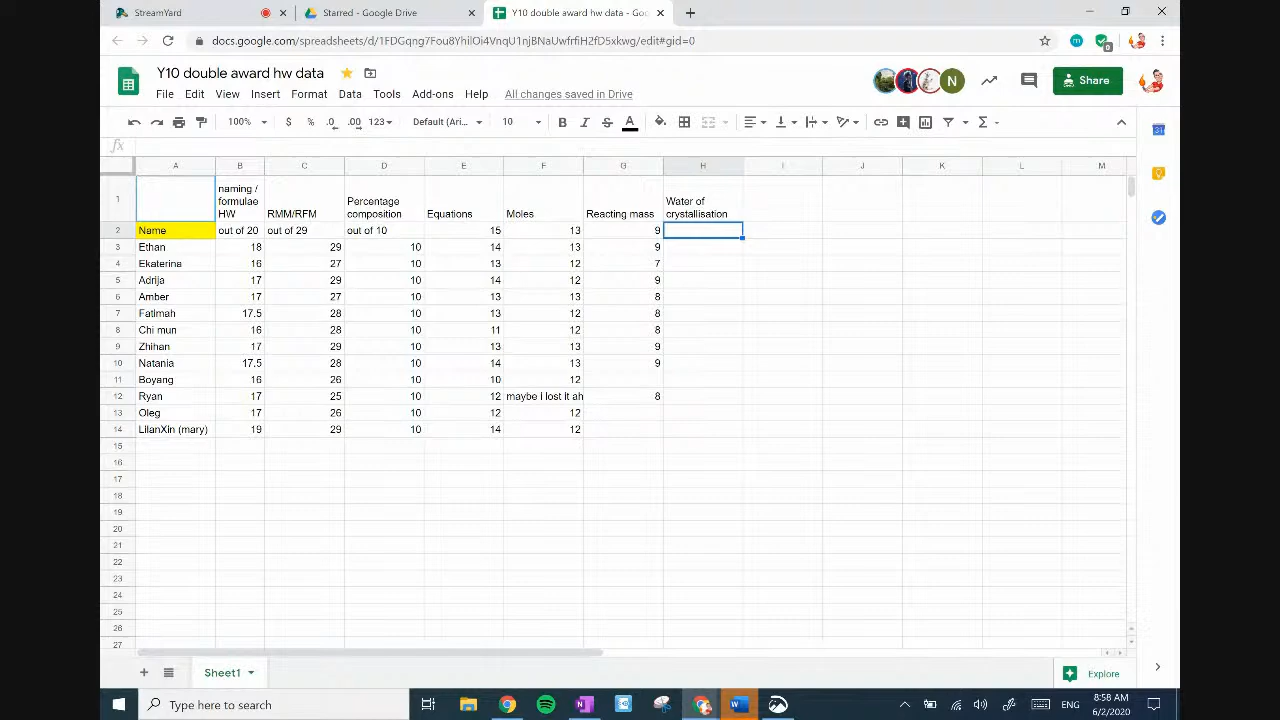 StreamYard
Starred - Google Drive
Y10 double award hw data - Goo
Y10 double award hw data
File Edit View Insert Format Data Add-ons Help All changes saved in Drive
N
Share
100% $ % .0 .00 123 Default (Ari... 10 B I S A
fx
A B C D E F G H I J K L M
1 naming / formulae HW RMM/RFM Percentage composition Equations Moles Reacting mass Water of crystallisation
2 Name out of 20 out of 29 out of 10 15 13 9
3 Ethan 18 29 10 14 13 9
4 Ekaterina 16 27 10 13 12 7
5 Adrija 17 29 10 14 12 9
6 Amber 17 27 10 13 13 8
7 Fatimah 17.5 28 10 13 12 8
8 Chi mun 16 28 10 11 12 8
9 Zhihan 17 29 10 13 13 9
10 Natania 17.5 28 10 14 13 9
11 Boyang 16 26 10 10 12
12 Ryan 17 25 10 12 maybe i lost it ah 8
13 Oleg 17 26 10 12 12
14 LilanXin (mary) 19 29 10 14 12
15
16
17
18
19
20
21
22
23
24
25
26
27
Sheet1
Explore
Type here to search
ENG
8:58 AM
6/2/2020